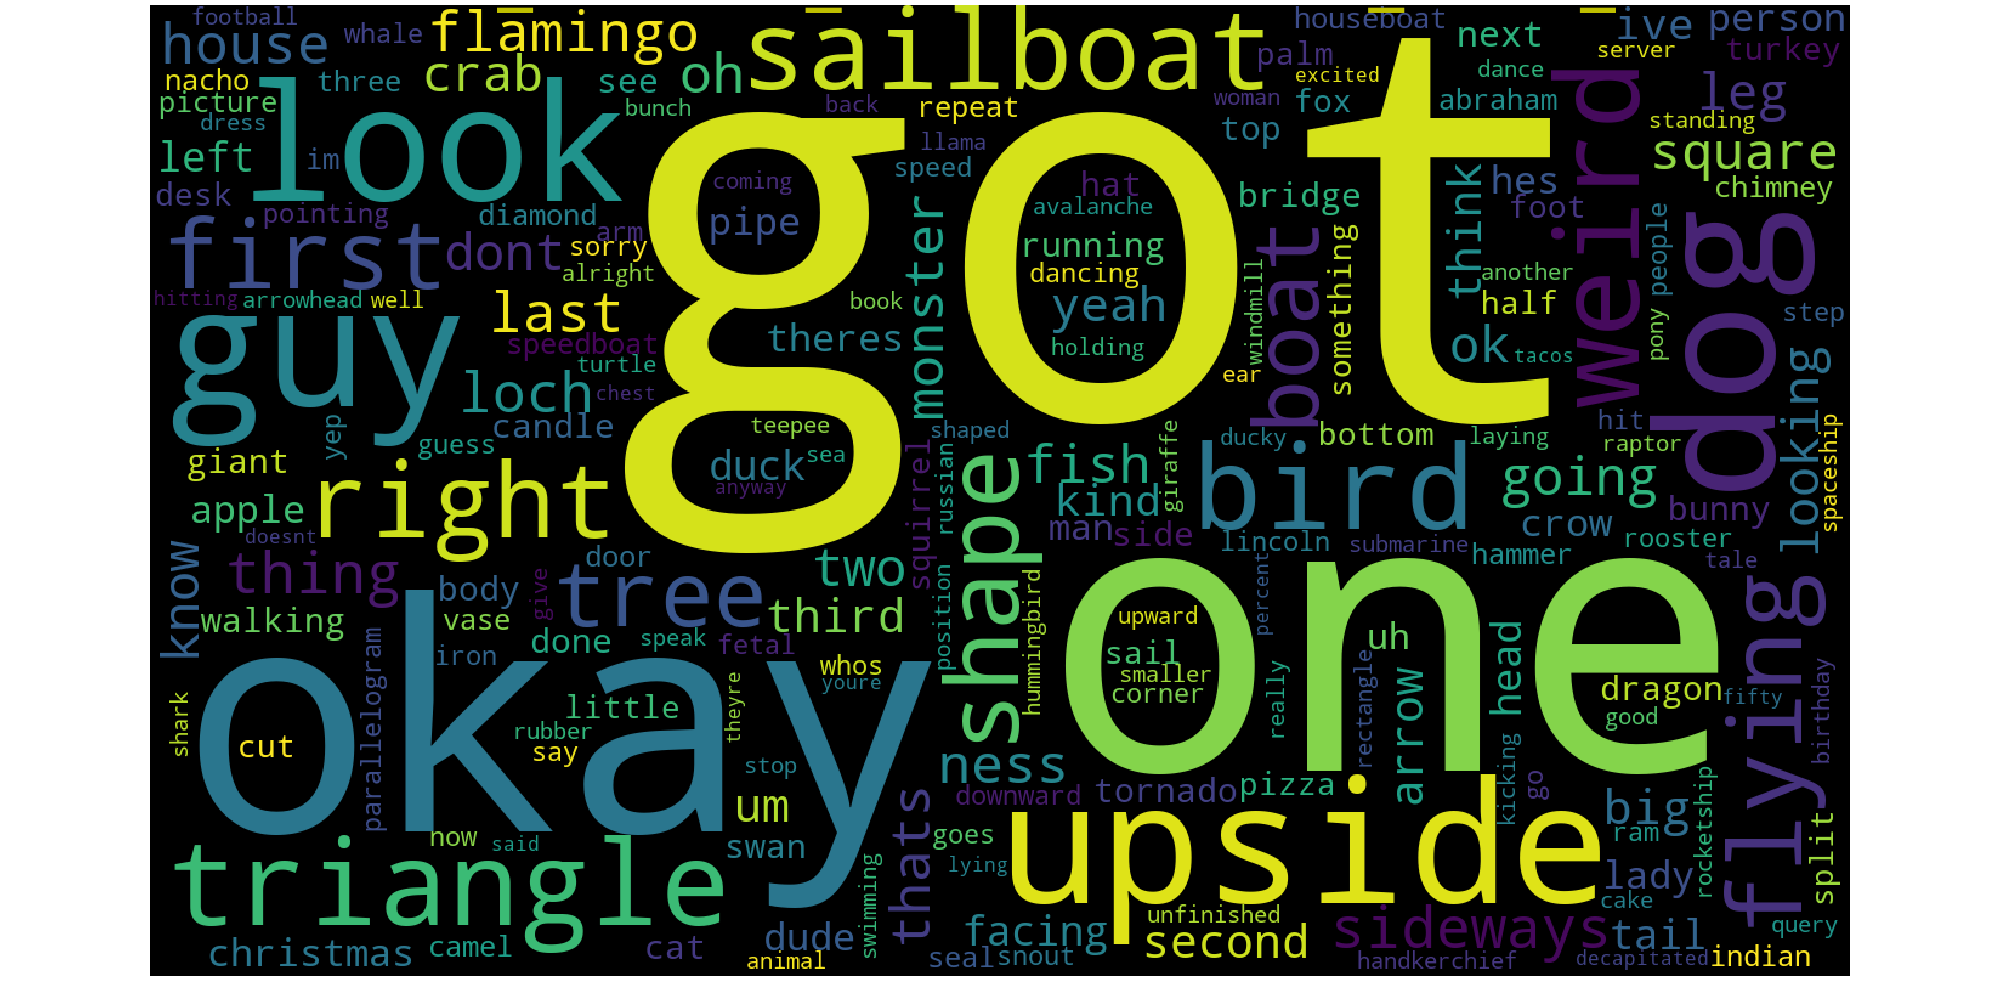 football
whale
flamingo
sailboat
houseboat
ive
person
house
crab
see
oh
palm
next
server
turkey
nacho
three
look
bunch
excited
dance
weird
leg
picture
dress
back
repeat
woman
fox
abraham
standing
left
im
got
llama
speed
top
square
desk
coming
hat
bridge
think
hes
chimney
pointing
diamond
pipe
avalanche
foot
first
dont
arm
sorry
monster
running
boat
something
people
dog
alright
dancing
another
hitting
arrowhead
well
last
book
yeah
windmill
half
step
guy
speedboat
theres
holding
ok
tacos
pony
looking
turtle
loch
chest
ear
yep
candle
teepee
shaped
ducky
bottom
laying
hit
raptor
spaceship
giant
guess
right
duck
sea
squirrel
fish
giraffe
bird
going
anyway
russian
kind
bunny
apple
doesnt
man
side
lincoln
submarine
crow
hammer
rooster
tale
know
thing
door
tree
two
shape
one
flying
body
give
walking
vase
third
position
hummingbird
upward
percent
uh
okay
iron
done
speak
fetal
whos
sail
head
youre
smaller
corner
dragon
fifty
shark
cut
parallelogram
little
rubber
say
theyre
really
rectangle
arrow
good
birthday
stop
ness
kicking
um
downward
tornado
pizza
go
big
rocketship
triangle
now
said
swan
thats
goes
upside
ram
split
lying
lady
cake
swimming
unfinished
sideways
tail
query
christmas
camel
cat
dude
animal
facing
seal
snout
second
handkerchief
decapitated
indian